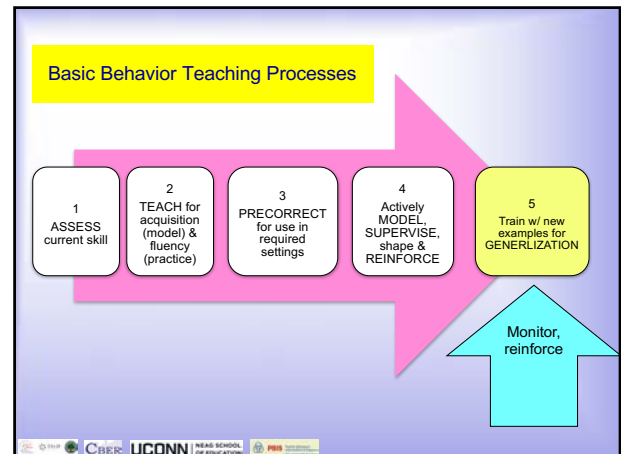 Basic Behavior Teaching Processes
1
ASSESS
current skill
2
TEACH for
acquisition
(model) &
fluency
(practice)
3
PRECORRECT
for use in
required
settings
4
Actively
MODEL,
SUPERVISE,
shape &
REINFORCE
5
Train w/ new
examples for
GENERLIZATION
Monitor,
reinforce
CBER
UCONN
NEAG SCHOOL
OF EDUCATION
PBIS